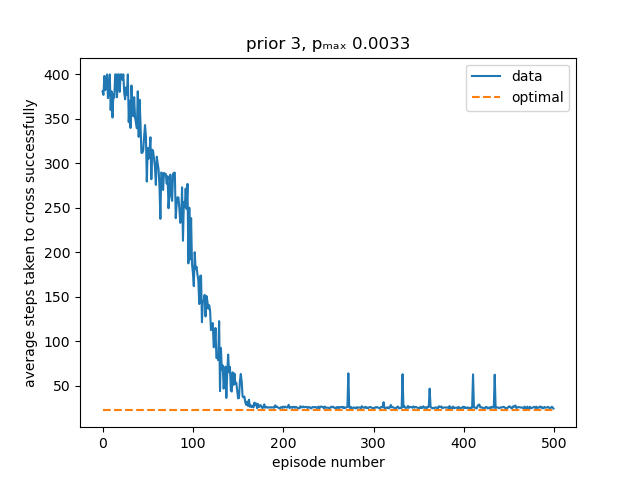 prior 3, pₘₐₓ 0.0033
average steps taken to cross successfully
400
350
300
250
200
150
100
50
data
optimal
0
100
200
300
400
500
episode number